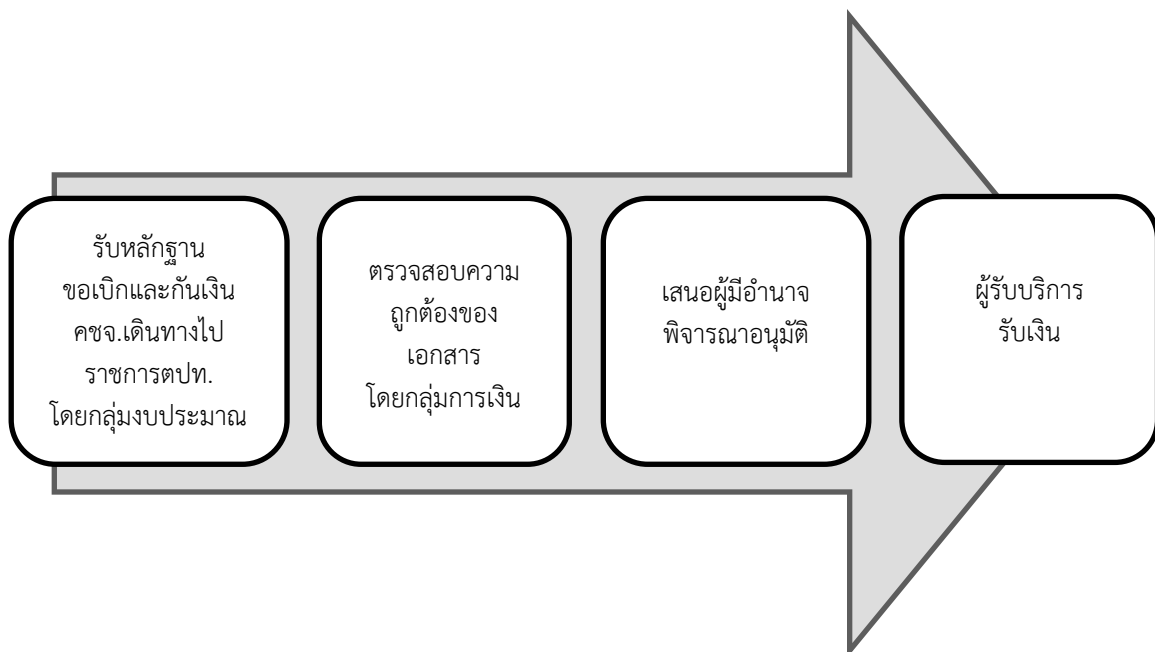 รับหลักฐาน
ขอเบิกและกันเงิน
คชจ.เดินทางไป
ราชการตปท.
โดยกลุ่มงบประมาณ
ตรวจสอบความ
ถูกต้องของ
เอกสาร
โดยกลุ่มการเงิน
เสนอผู้มีอำนาจ
พิจารณาอนุมัติ
ผู้รับบริการ
รับเงิน